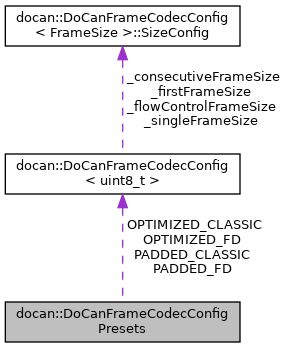 docan::DoCanFrameCodecConfig
< FrameSize >::SizeConfig
_consecutiveFrameSize
_firstFrameSize
_flowControlFrameSize
_singleFrameSize
docan::DoCanFrameCodecConfig
< uint8_t >
OPTIMIZED_CLASSIC
OPTIMIZED_FD
PADDED_CLASSIC
PADDED_FD
docan::DoCanFrameCodecConfig
Presets